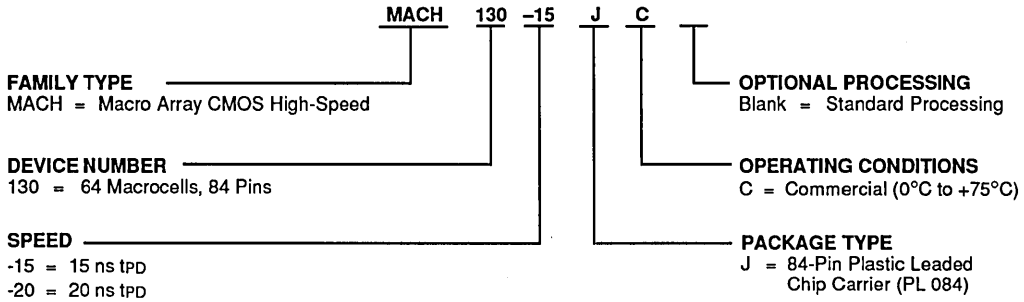 MACH 130 -15 J C
FAMILY TYPE
MACH = Macro Array CMOS High-Speed
DEVICE NUMBER
130 = 64 Macrocells, 84 Pins
SPEED
-15 = 15 ns tPD
-20 = 20 ns tPD
OPTIONAL PROCESSING
Blank = Standard Processing
OPERATING CONDITIONS
C = Commercial (0°C to +75°C)
PACKAGE TYPE
J = 84-Pin Plastic Leaded
Chip Carrier (PL 084)